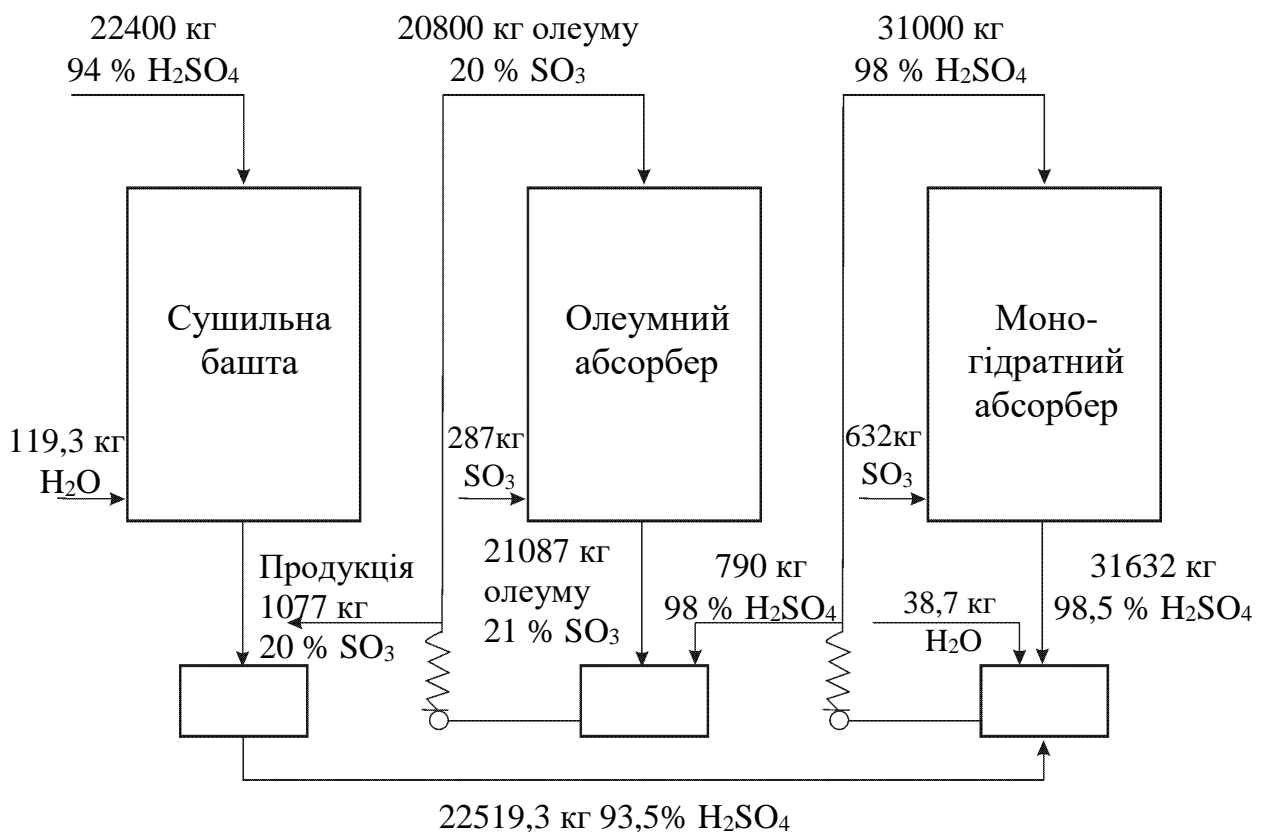 22400 кг
94 % H₂SO₄
20800 кг олеуму
20 % SO₃
31000 кг
98 % H₂SO₄
Сушильна
башта
Олеумний
абсорбер
Моно-
гідратний
абсорбер
119,3 кг
H₂O
287кг
SO₃
632кг
SO₃
Продукція
1077 кг
20 % SO₃
21087 кг
олеуму
21 % SO₃
790 кг
98 % H₂SO₄
38,7 кг
H₂O
31632 кг
98,5 % H₂SO₄
22519,3 кг 93,5% H₂SO₄